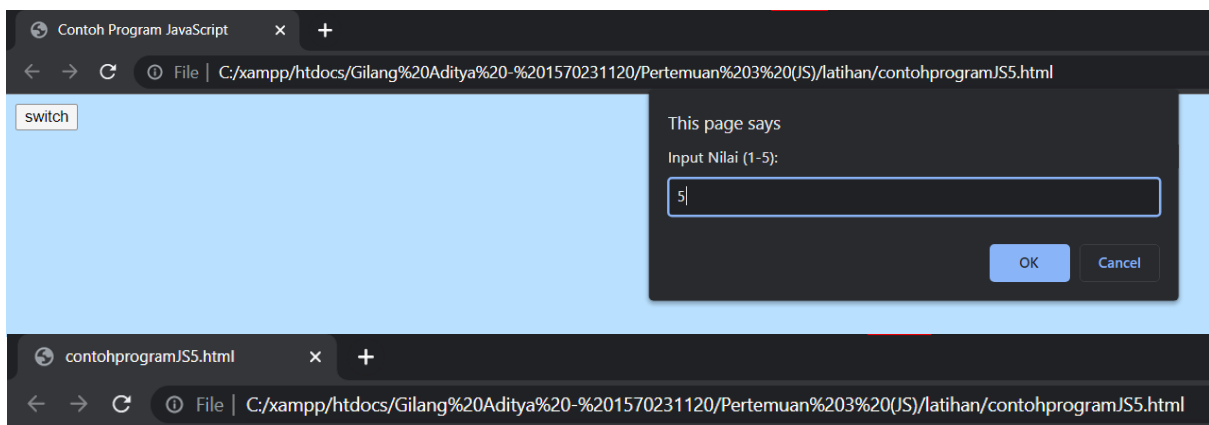 Contoh Program JavaScript
File | C:/xampp/htdocs/Gilang%20Aditya%20-%201570231120/Pertemuan%203%20(JS)/latihan/contohprogramJS5.html
switch
This page says
Input Nilai (1-5):
5
OK Cancel
contohprogramJS5.html
File | C:/xampp/htdocs/Gilang%20Aditya%20-%201570231120/Pertemuan%203%20(JS)/latihan/contohprogramJS5.html